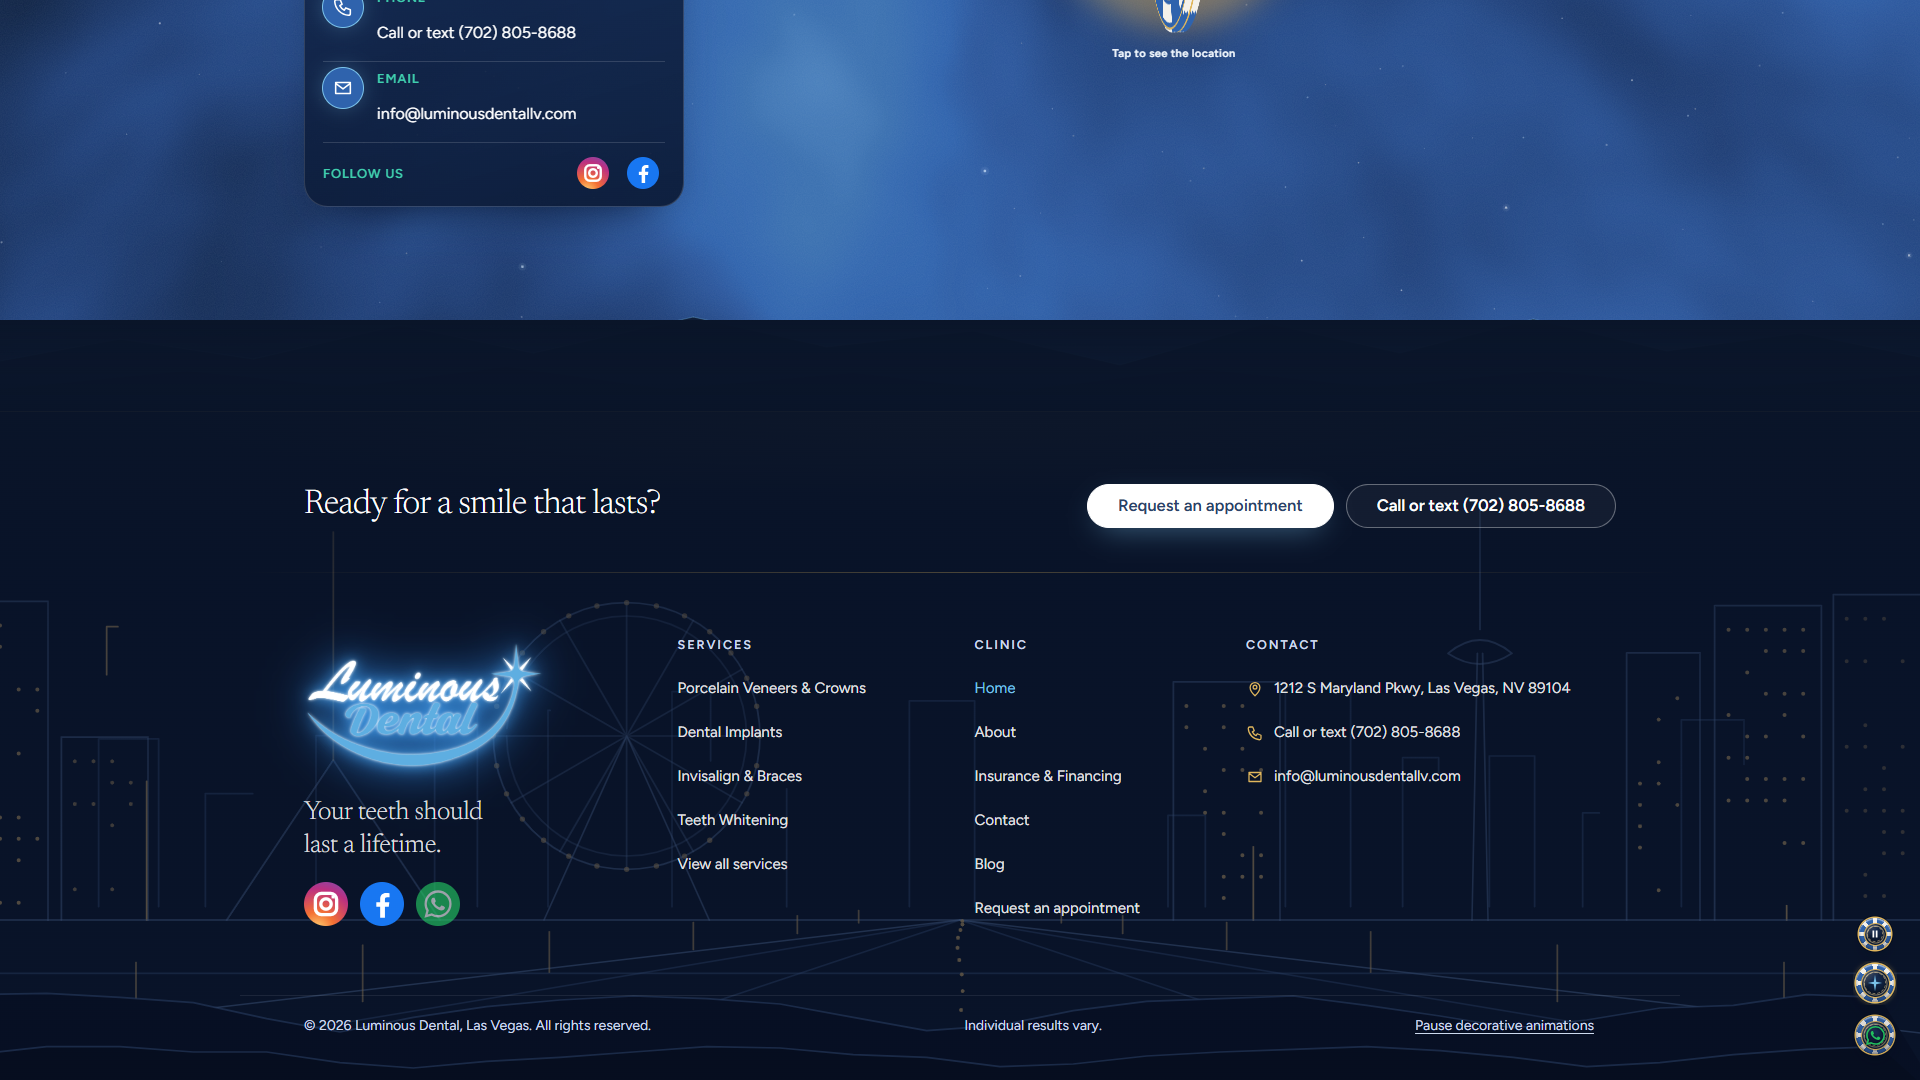 Call or text (702) 805-8688
Tap to see the location
EMAIL
info@luminousdentallv.com
FOLLOW US
Ready for a smile that lasts?
Request an appointment
Call or text (702) 805-8688
Luminous
Dental
Your teeth should
last a lifetime.
SERVICES
Porcelain Veneers & Crowns
Dental Implants
Invisalign & Braces
Teeth Whitening
View all services
CLINIC
Home
About
Insurance & Financing
Contact
Blog
Request an appointment
CONTACT
1212 S Maryland Pkwy, Las Vegas, NV 89104
Call or text (702) 805-8688
info@luminousdentallv.com
© 2026 Luminous Dental, Las Vegas. All rights reserved.
Individual results vary.
Pause decorative animations